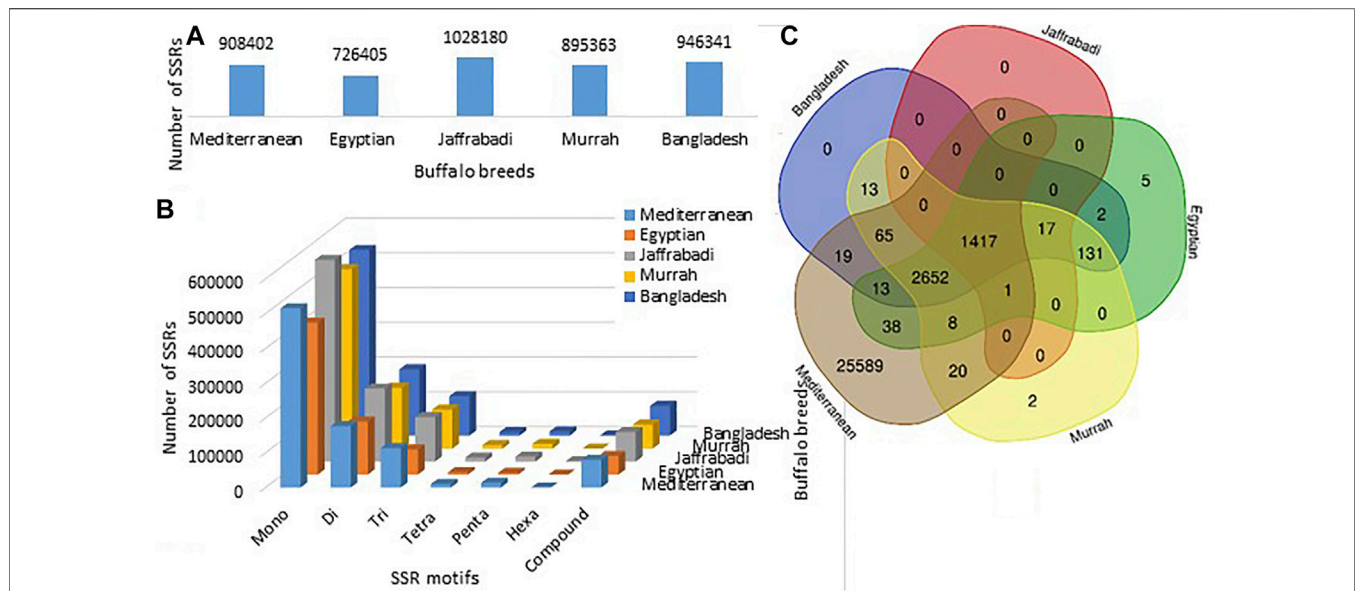 A
Number of SSRs
908402
726405
1028180
895363
946341
Mediterranean
Egyptian
Jaffrabadi
Murrah
Bangladesh
Buffalo breeds
B
Mediterranean
Egyptian
Jaffrabadi
Murrah
Bangladesh
Number of SSRs
600000
500000
400000
300000
200000
100000
0
Mono
Di
Tri
Tetra
Penta
Hexa
Compound
SSR motifs
Bangladesh
Murrah
Jaffrabadi
Egyptian
Mediterranean
Buffalo breeds
C
Jaffrabadi
Bangladesh
Egyptian
Murrah
Mediterranean
0
0
0
0
0
0
0
5
13
0
0
0
2
0
65
1417
17
131
19
2652
13
1
0
0
38
8
0
0
25589
20
2